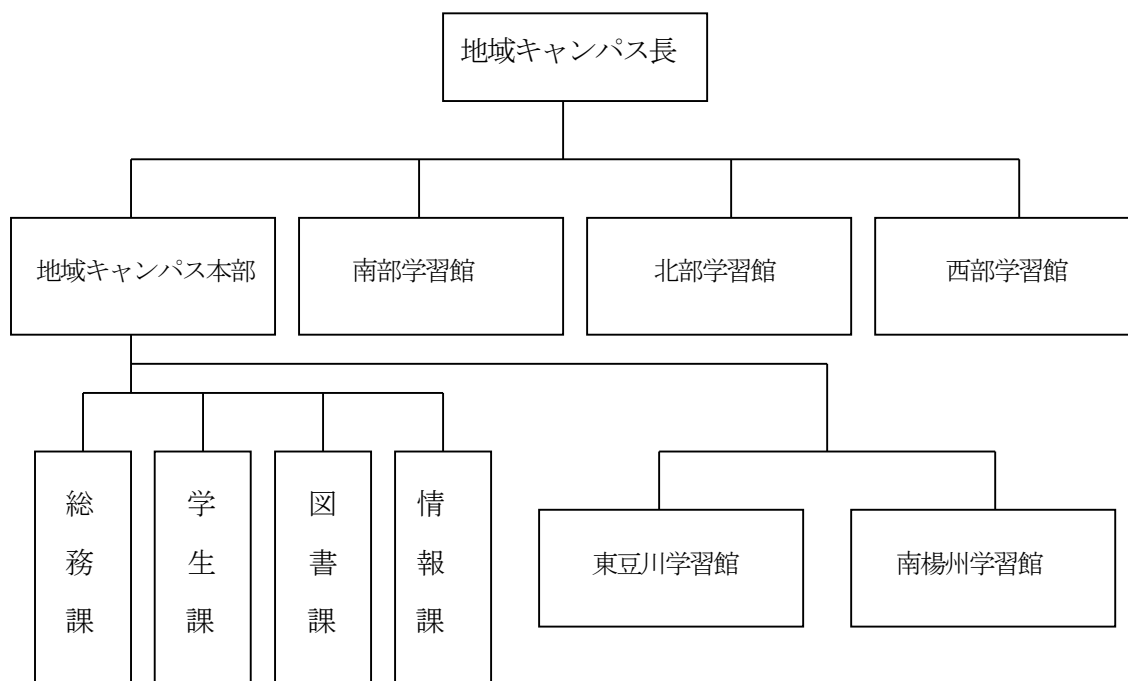 地域キャンパス長
地域キャンパス本部
南部学習館
北部学習館
西部学習館
総務課
学生課
図書課
情報課
東豆川学習館
南楊州学習館